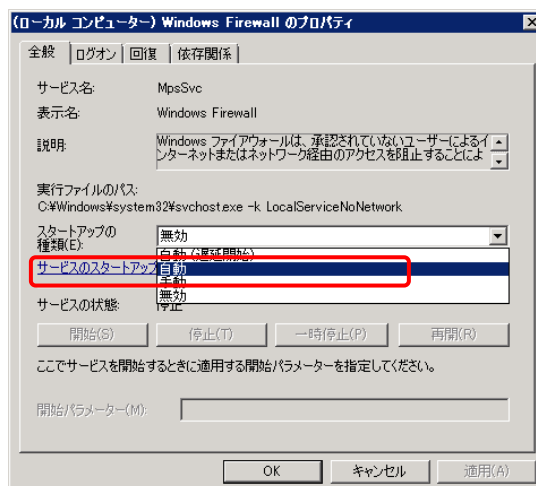 (ローカル コンピューター) Windows Firewall のプロパティ
全般 ログオン 回復 依存関係
サービス名: MpsSvc
表示名: Windows Firewall
説明: Windows ファイアウォールは、承認されていないユーザーによるイ
ンターネットまたはネットワーク経由のアクセスを阻止することによ
実行ファイルのパス:
C:¥Windows¥system32¥svchost.exe -k LocalServiceNoNetwork
スタートアップの
種類(E): 無効
自動 (遅延開始)
サービスのスタートアップ 自動
手動
無効
サービスの状態: 停止
開始(S) 停止(T) 一時停止(P) 再開(R)
ここでサービスを開始するときに適用する開始パラメーターを指定してください。
開始パラメーター(M):
OK キャンセル 適用(A)